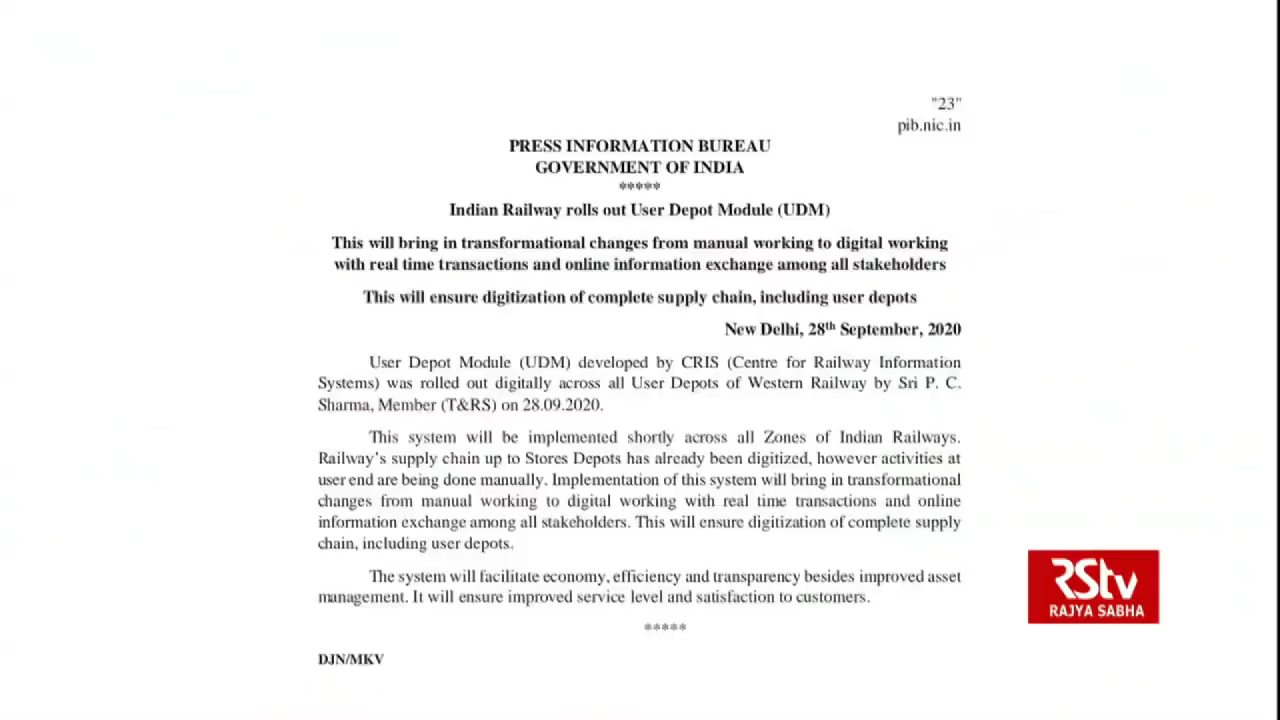 "23"
pib.nic.in
PRESS INFORMATION BUREAU
GOVERNMENT OF INDIA
*****
Indian Railway rolls out User Depot Module (UDM)
This will bring in transformational changes from manual working to digital working
with real time transactions and online information exchange among all stakeholders
This will ensure digitization of complete supply chain, including user depots
New Delhi, 28th September, 2020
User Depot Module (UDM) developed by CRIS (Centre for Railway Information
Systems) was rolled out digitally across all User Depots of Western Railway by Sri P. C.
Sharma, Member (T&RS) on 28.09.2020.
This system will be implemented shortly across all Zones of Indian Railways.
Railway's supply chain up to Stores Depots has already been digitized, however activities at
user end are being done manually. Implementation of this system will bring in transformational
changes from manual working to digital working with real time transactions and online
information exchange among all stakeholders. This will ensure digitization of complete supply
chain, including user depots.
The system will facilitate economy, efficiency and transparency besides improved asset
management. It will ensure improved service level and satisfaction to customers.
*****
DJN/MKV
RStv
RAJYA SABHA